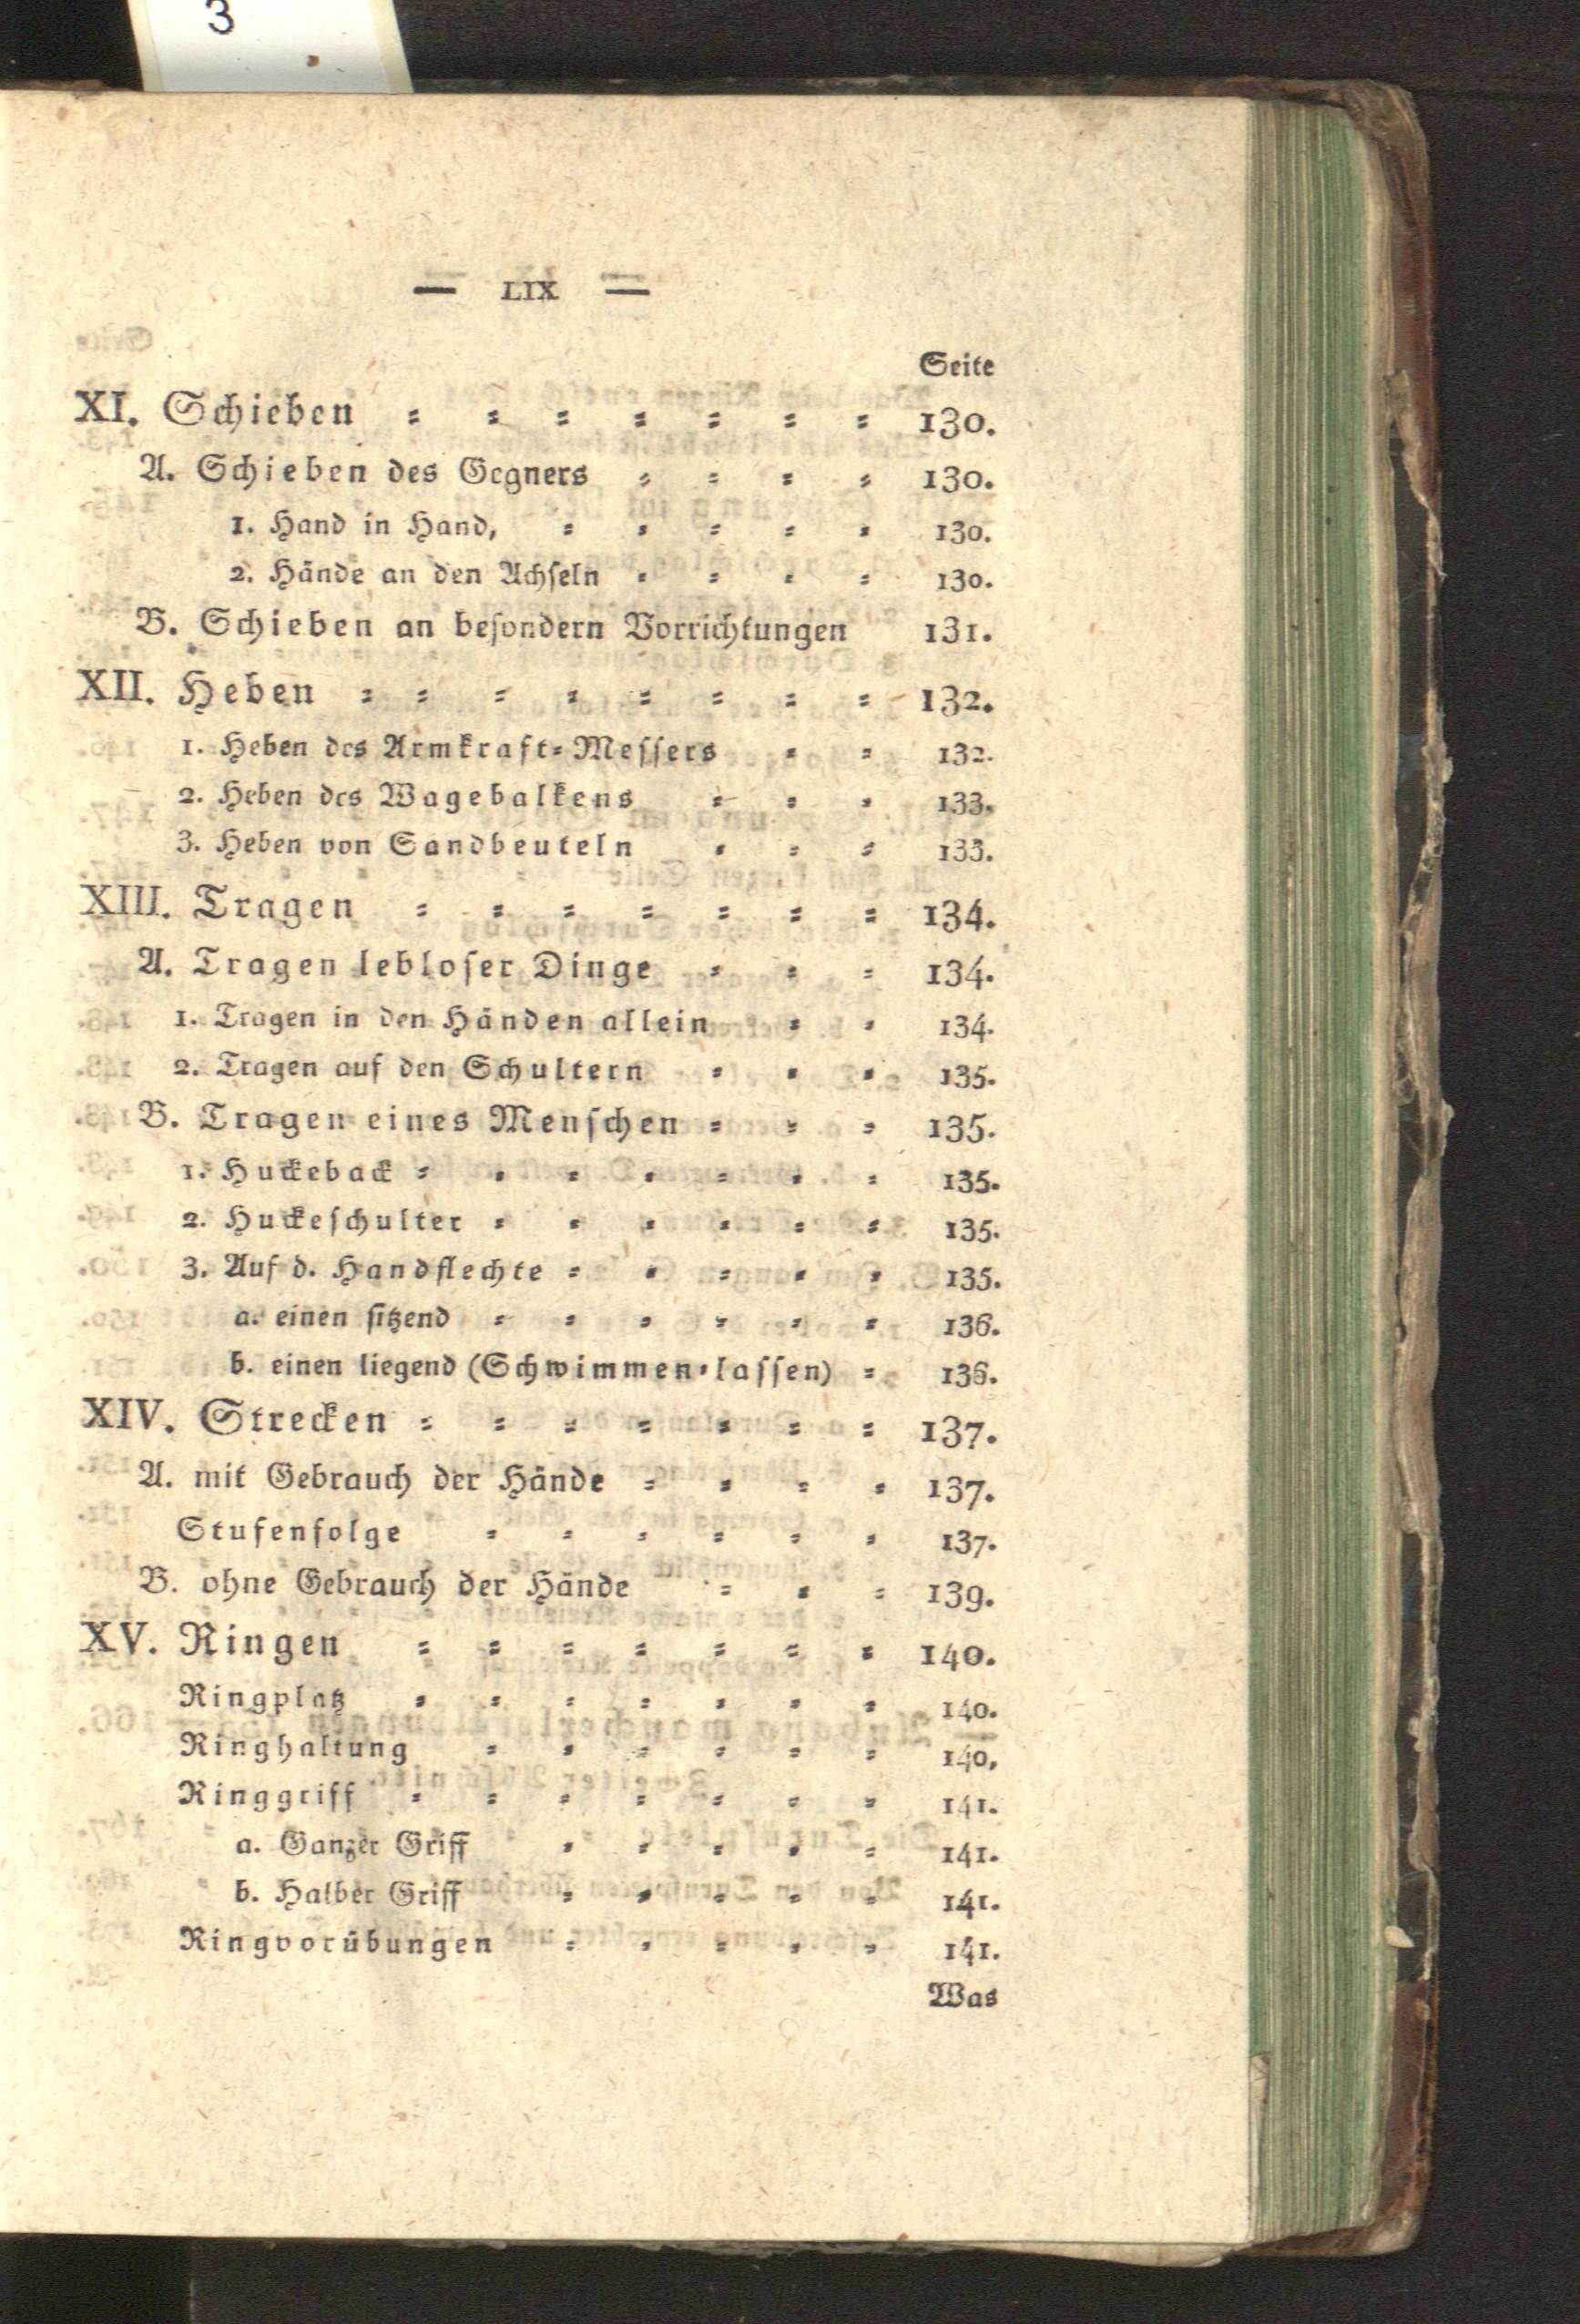 3
— LIX —
Seite
XI. Schieben = = = = = = = 130.
A. Schieben des Gegners = = = = 130.
1. Hand in Hand, = = = = = 130.
2. Hände an den Achseln = = = = 130.
B. Schieben an besondern Vorrichtungen 131.
XII. Heben = = = = = = = = 132.
1. Heben des Armkraft=Messers = = 132.
2. Heben des Wagebalkens = = = 133.
3. Heben von Sandbeuteln = = = 133.
XIII. Tragen = = = = = = = 134.
A. Tragen lebloser Dinge = = = 134.
1. Tragen in den Händen allein = = 134.
2. Tragen auf den Schultern = = = 135.
B. Tragen eines Menschen = = = 135.
1. Huckeback = = = = = = = 135.
2. Huckeschulter = = = = = = 135.
3. Auf d. Handflechte = = = = = 135.
a. einen sitzend = = = = = = 136.
b. einen liegend (Schwimmen=lassen) = 136.
XIV. Strecken = = = = = = = 137.
A. mit Gebrauch der Hände = = = = 137.
Stufenfolge = = = = = = 137.
B. ohne Gebrauch der Hände = = = 139.
XV. Ringen = = = = = = = 140.
Ringplatz = = = = = = = 140.
Ringhaltung = = = = = = 140,
Ringgriff = = = = = = = 141.
a. Ganzer Griff = = = = = 141.
b. Halber Griff = = = = = 141.
Ringvorübungen = = = = = 141.
Was